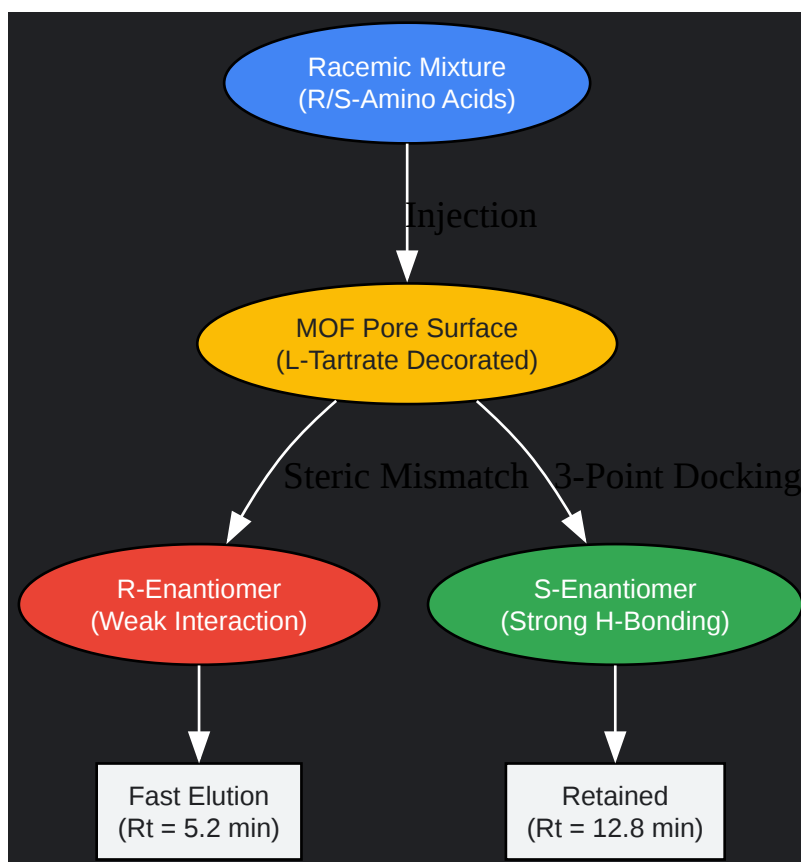 Racemic Mixture
(R/S-Amino Acids)
Injection
MOF Pore Surface
(L-Tartrate Decorated)
Steric Mismatch
3-Point Docking
R-Enantiomer
(Weak Interaction)
S-Enantiomer
(Strong H-Bonding)
Fast Elution
(Rt = 5.2 min)
Retained
(Rt = 12.8 min)